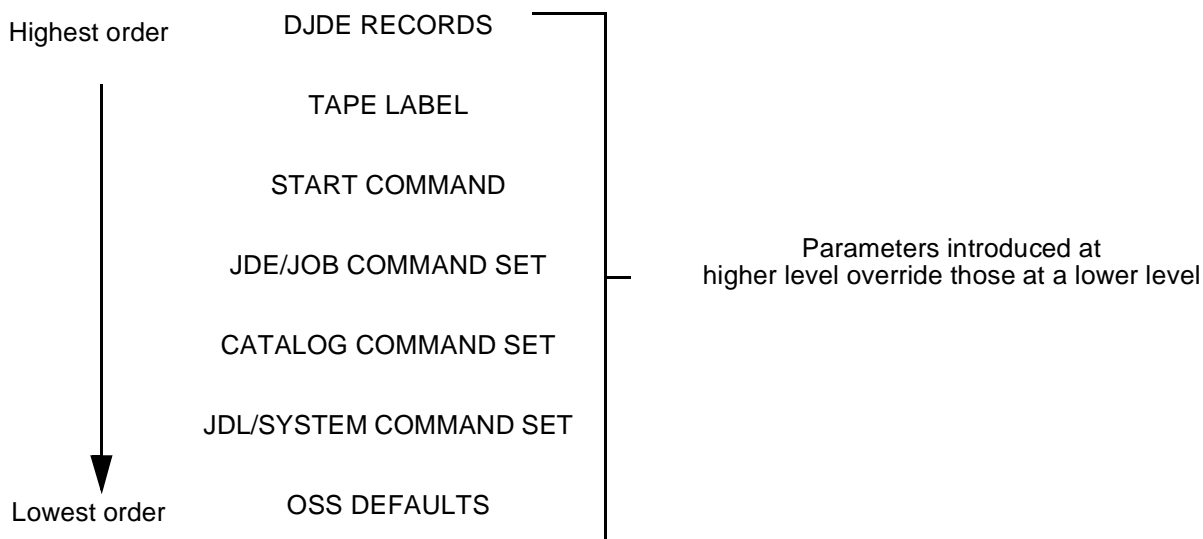 Highest order
DJDE RECORDS
TAPE LABEL
START COMMAND
JDE/JOB COMMAND SET
Parameters introduced at
higher level override those at a lower level
CATALOG COMMAND SET
JDL/SYSTEM COMMAND SET
Lowest order
OSS DEFAULTS